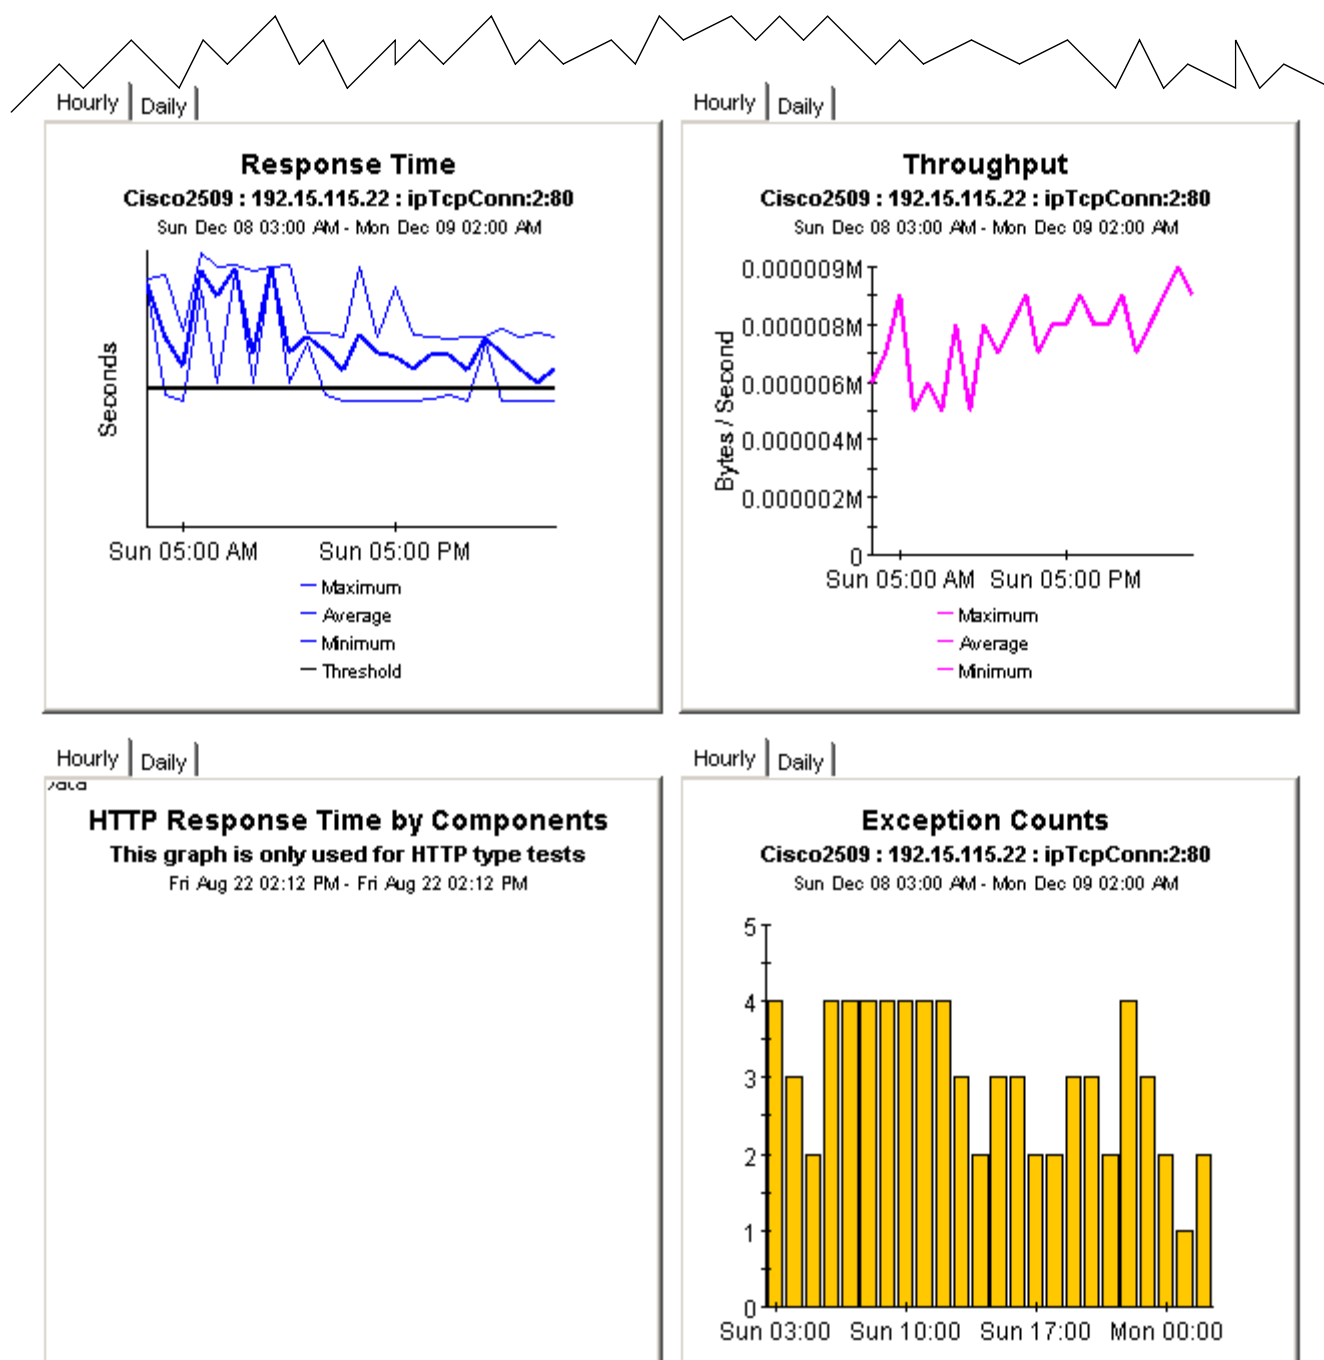 Hourly Daily
Response Time
Cisco2509 : 192.15.115.22 : ipTcpConn:2:80
Sun Dec 08 03:00 AM - Mon Dec 09 02:00 AM
Seconds
Sun 05:00 AM Sun 05:00 PM
Maximum
Average
Minimum
Threshold
Hourly Daily
Throughput
Cisco2509 : 192.15.115.22 : ipTcpConn:2:80
Sun Dec 08 03:00 AM - Mon Dec 09 02:00 AM
Bytes / Second
0.000009M
0.000008M
0.000006M
0.000004M
0.000002M
0
Sun 05:00 AM Sun 05:00 PM
Maximum
Average
Minimum
Hourly Daily
HTTP Response Time by Components
This graph is only used for HTTP type tests
Fri Aug 22 02:12 PM - Fri Aug 22 02:12 PM
Hourly Daily
Exception Counts
Cisco2509 : 192.15.115.22 : ipTcpConn:2:80
Sun Dec 08 03:00 AM - Mon Dec 09 02:00 AM
5
4
3
2
1
0
Sun 03:00 Sun 10:00 Sun 17:00 Mon 00:00